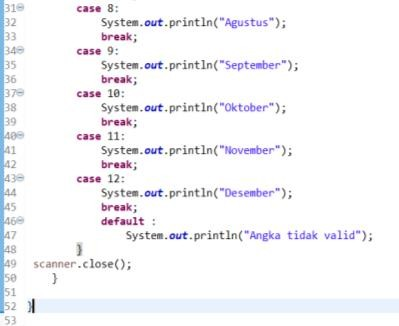 31 case 8:
32 System.out.println("Agustus");
33 break;
34 case 9:
35 System.out.println("September");
36 break;
37 case 10:
38 System.out.println("Oktober");
39 break;
40 case 11:
41 System.out.println("November");
42 break;
43 case 12:
44 System.out.println("Desember");
45 break;
46 default :
47 System.out.println("Angka tidak valid");
48 }
49 scanner.close();
50 }
51
52 }
53